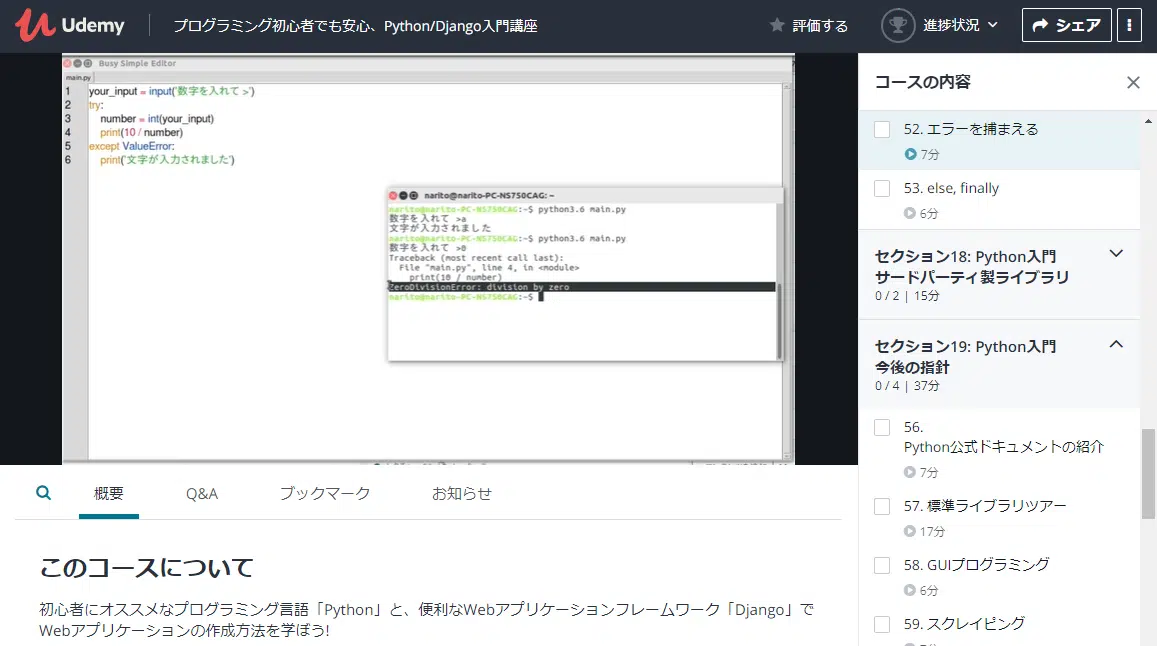 Udemy
プログラミング初心者でも安心、Python/Django入門講座
評価する
進捗状況
シェア
Busy Simple Editor
main.py
1 your_input = input('数字を入れて >')
2 try:
3 number = int(your_input)
4 print(10 / number)
5 except ValueError:
6 print('文字が入力されました')
narito@narito-PC-NS750CAG: ~
narito@narito-PC-NS750CAG:~$ python3.6 main.py
数字を入れて >a
文字が入力されました
narito@narito-PC-NS750CAG:~$ python3.6 main.py
数字を入れて >0
Traceback (most recent call last):
File "main.py", line 4, in <module>
print(10 / number)
ZeroDivisionError: division by zero
narito@narito-PC-NS750CAG:~$
コースの内容
52. エラーを捕まえる
7分
53. else, finally
6分
セクション18: Python入門
サードパーティ製ライブラリ
0 / 2 | 15分
セクション19: Python入門
今後の指針
0 / 4 | 37分
56.
Python公式ドキュメントの紹介
7分
57. 標準ライブラリツアー
17分
58. GUIプログラミング
6分
59. スクレイピング
概要
Q&A
ブックマーク
お知らせ
このコースについて
初心者にオススメなプログラミング言語「Python」と、便利なWebアプリケーションフレームワーク「Django」で
Webアプリケーションの作成方法を学ぼう!